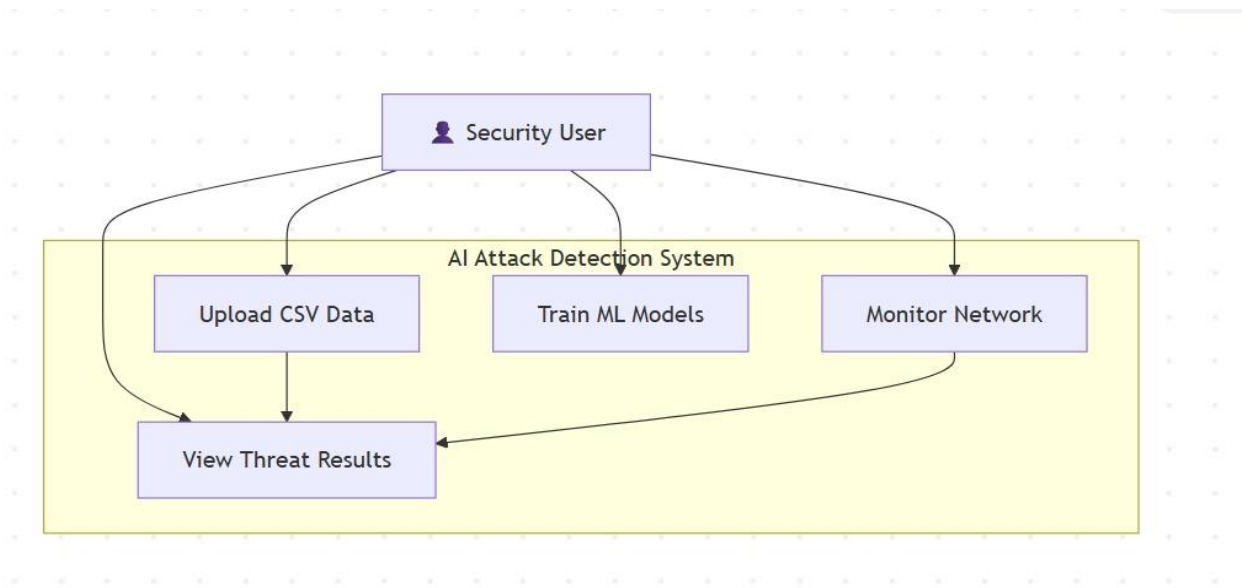 Security User
AI Attack Detection System
Upload CSV Data
Train ML Models
Monitor Network
View Threat Results